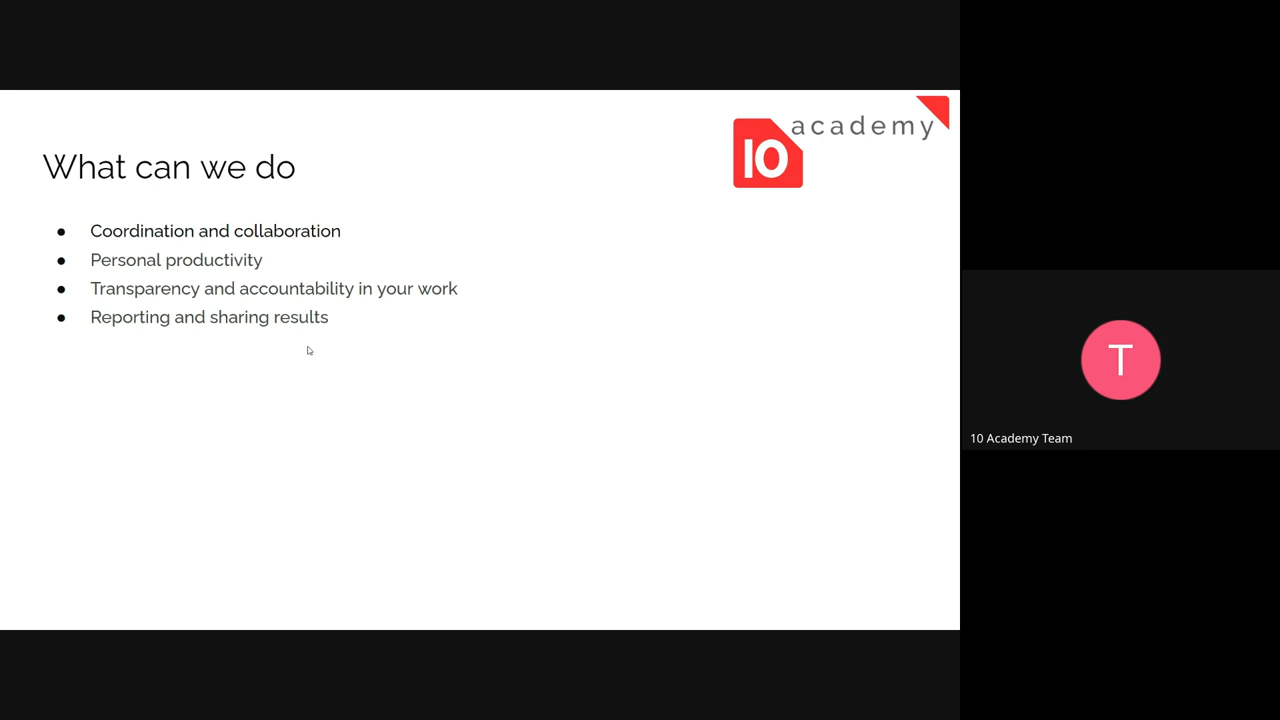 academy
10
What can we do
● Coordination and collaboration
● Personal productivity
● Transparency and accountability in your work
● Reporting and sharing results
T
10 Academy Team